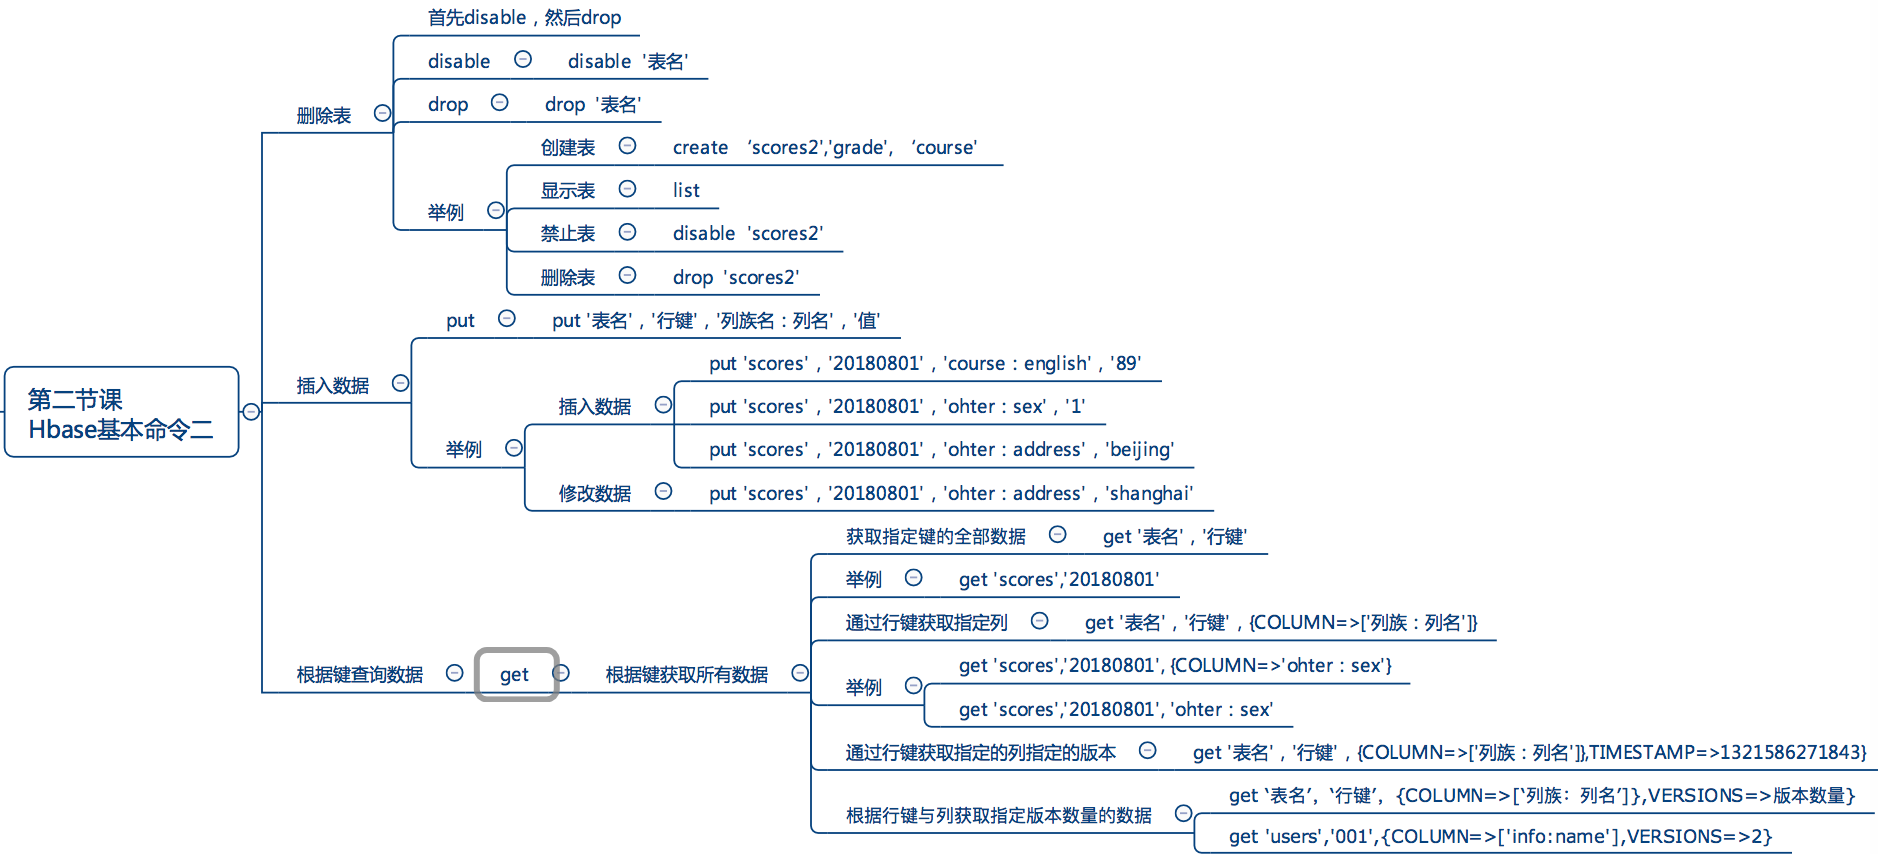 首先disable，然后drop
disable
disable '表名'
drop
drop '表名'
删除表
创建表
create ‘scores2','grade', ‘course'
显示表
list
举例
禁止表
disable 'scores2'
删除表
drop 'scores2'
put
put '表名'，'行键'，'列族名：列名'，'值'
插入数据
put 'scores'，'20180801'，'course：english'，'89'
插入数据
put 'scores'，'20180801'，'ohter：sex'，'1'
put 'scores'，'20180801'，'ohter：address'，'beijing'
举例
修改数据
put 'scores'，'20180801'，'ohter：address'，'shanghai'
第二节课
Hbase基本命令二
获取指定键的全部数据
get '表名'，'行键'
举例
get 'scores','20180801'
通过行键获取指定列
get '表名'，'行键'，{COLUMN=>['列族：列名']}
根据键查询数据
get
根据键获取所有数据
举例
get 'scores','20180801', {COLUMN=>'ohter：sex'}
get 'scores','20180801', 'ohter：sex'
通过行键获取指定的列指定的版本
get '表名'，'行键'，{COLUMN=>['列族：列名']},TIMESTAMP=>1321586271843}
根据行键与列获取指定版本数量的数据
get ‘表名’，‘行键’，{COLUMN=>[‘列族：列名’]},VERSIONS=>版本数量}
get 'users','001',{COLUMN=>['info:name'],VERSIONS=>2}